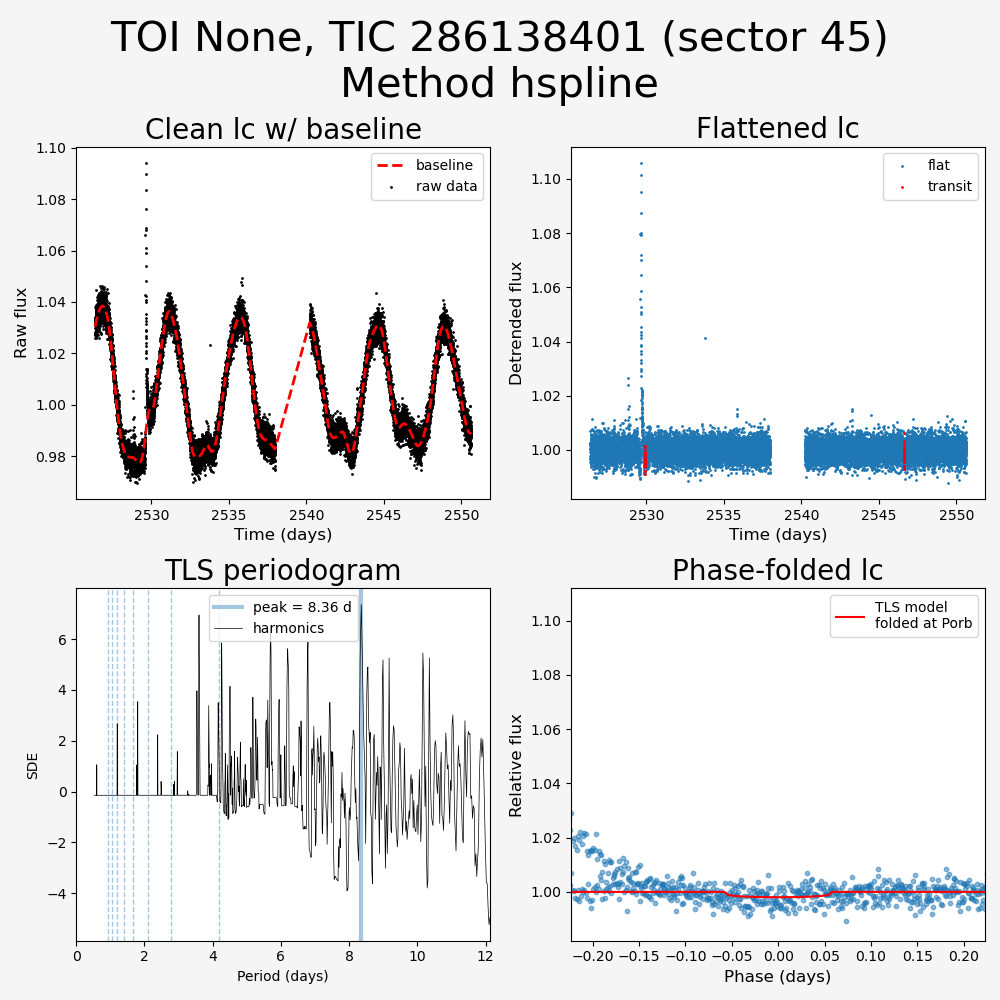 TOI None, TIC 286138401 (sector 45)
Method hspline
Clean lc w/ baseline
Flattened lc
baseline
raw data
flat
transit
Raw flux
1.10
1.08
1.06
1.04
1.02
1.00
0.98
2530
2535
2540
2545
2550
Time (days)
Detrended flux
1.10
1.08
1.06
1.04
1.02
1.00
2530
2535
2540
2545
2550
Time (days)
TLS periodogram
Phase-folded lc
peak = 8.36 d
harmonics
TLS model
folded at Porb
SDE
6
4
2
0
−2
−4
0
2
4
6
8
10
12
Period (days)
Relative flux
1.10
1.08
1.06
1.04
1.02
1.00
−0.20
−0.15
−0.10
−0.05
0.00
0.05
0.10
0.15
0.20
Phase (days)